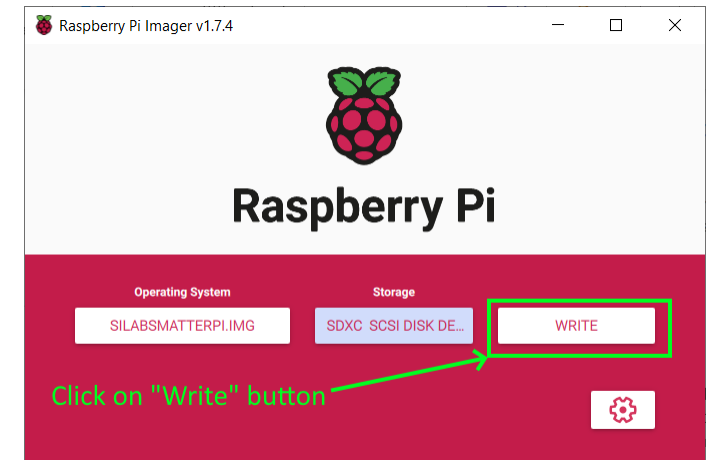 Raspberry Pi Imager v1.7.4
Raspberry Pi
Operating System
Storage
SILABSMATTERPI.IMG
SDXC SCSI DISK DE...
WRITE
Click on "Write" button